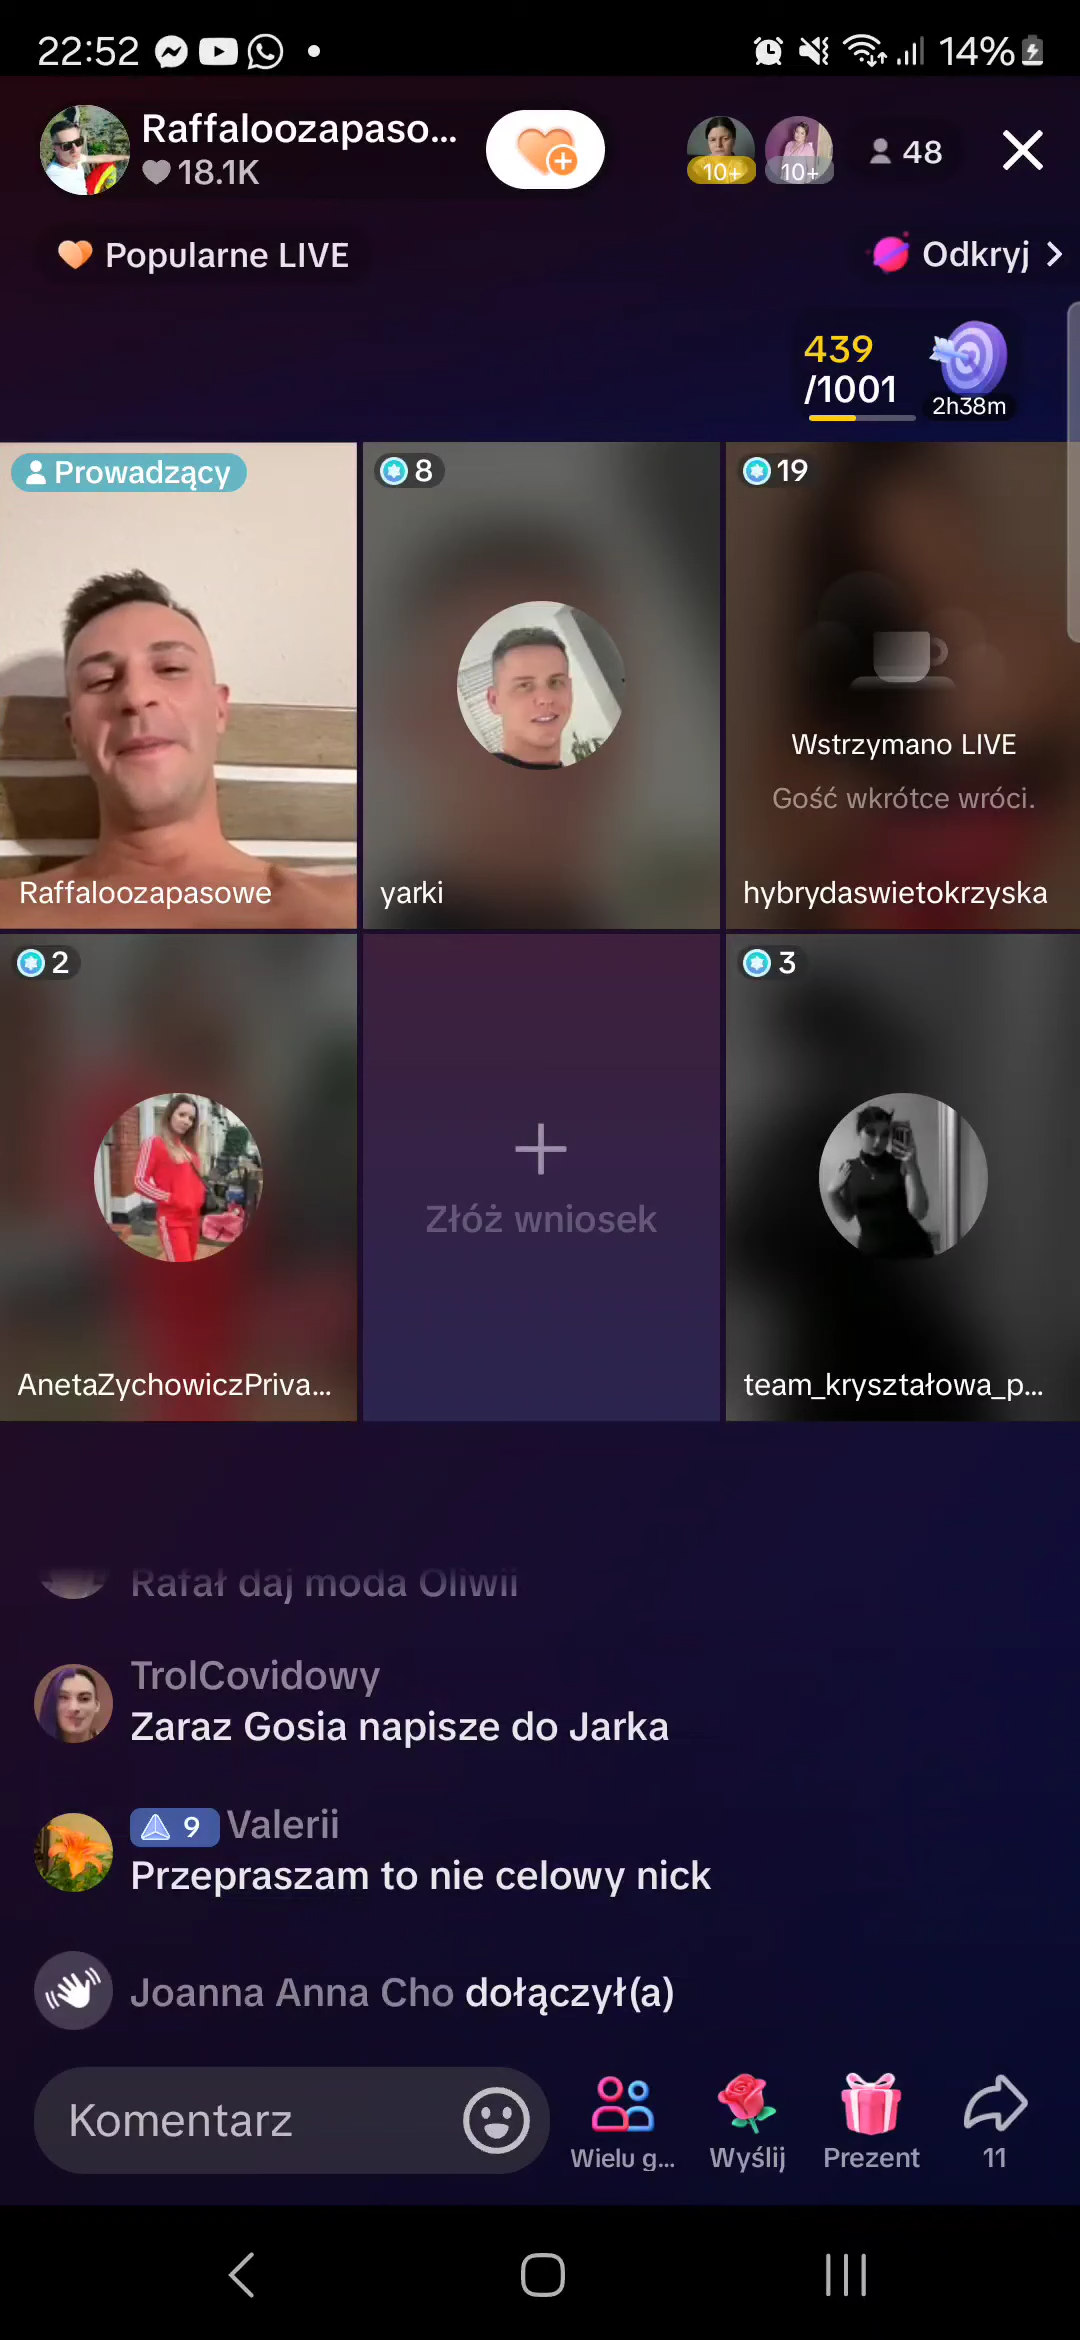 22:52 14%
Raffaloozapaso...
18.1K
10+ 10+ 48
Popularne LIVE
Odkryj
439
/1001
2h38m
Prowadzący
8
19
Wstrzymano LIVE
Gość wkrótce wróci.
Raffaloozapasowe
yarki
hybrydaswietokrzyska
2
3
Złóż wniosek
AnetaZychowiczPriva...
team_kryształowa_p...
Rafał daj moda Oliwii
TrolCovidowy
Zaraz Gosia napisze do Jarka
9 Valerii
Przepraszam to nie celowy nick
Joanna Anna Cho dołączył(a)
Komentarz
Wielu g...
Wyślij
Prezent
11